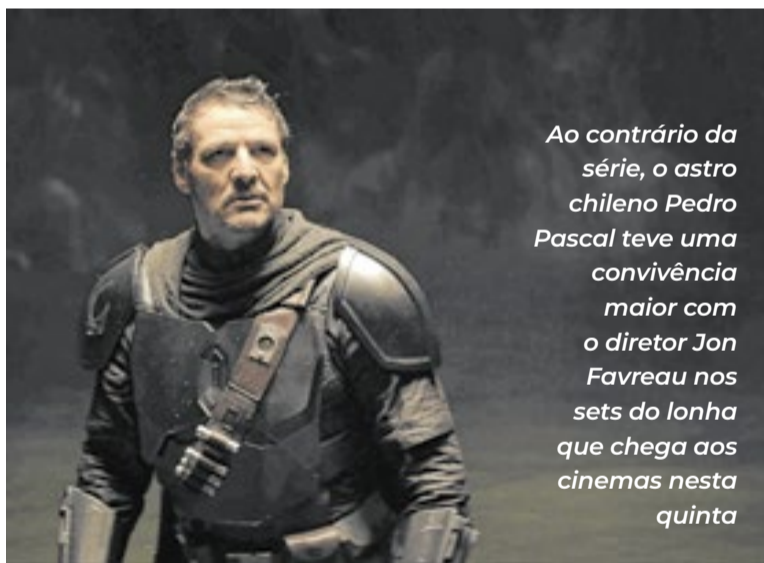 Ao contrário da
série, o astro
chileno Pedro
Pascal teve uma
convivência
maior com
o diretor Jon
Favreau nos
sets do lonha
que chega aos
cinemas nesta
quinta